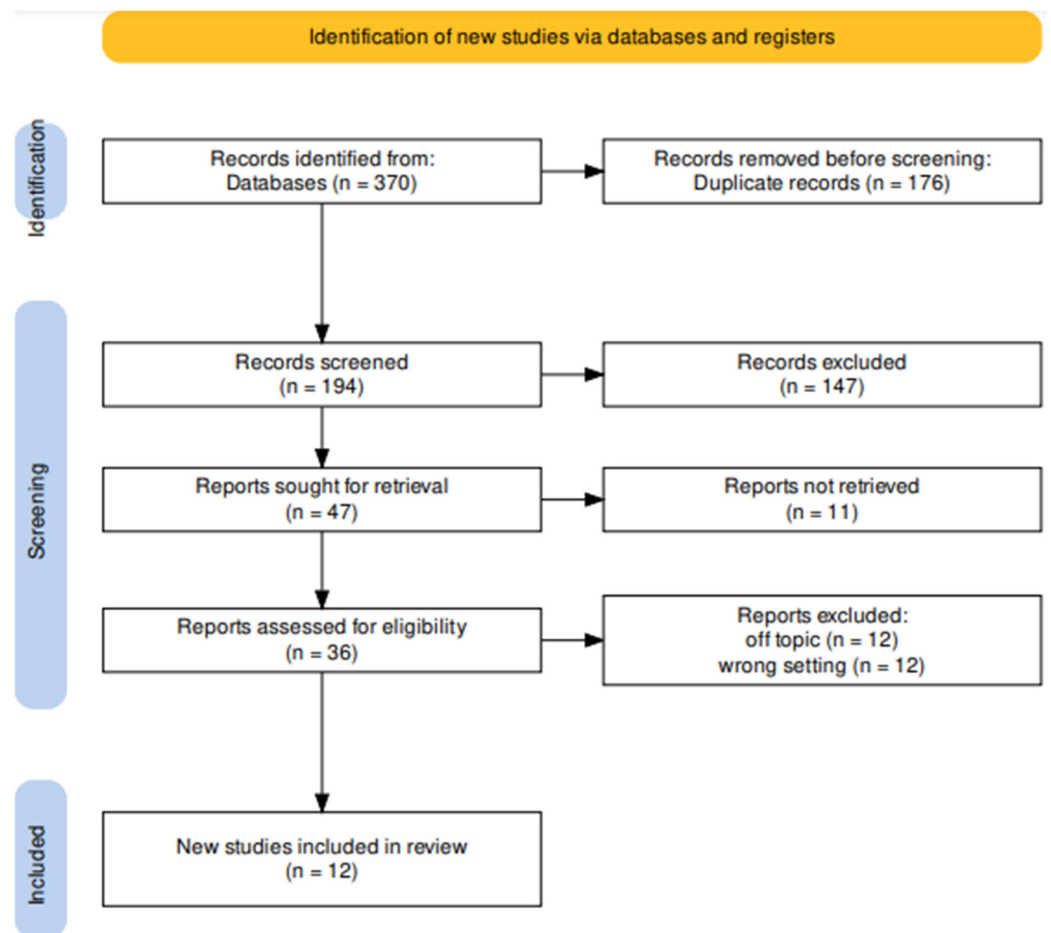 Identification of new studies via databases and registers
Identification
Records identified from:
Databases (n = 370)
Records removed before screening:
Duplicate records (n = 176)
Screening
Records screened
(n = 194)
Records excluded
(n = 147)
Reports sought for retrieval
(n = 47)
Reports not retrieved
(n = 11)
Reports assessed for eligibility
(n = 36)
Reports excluded:
off topic (n = 12)
wrong setting (n = 12)
Included
New studies included in review
(n = 12)